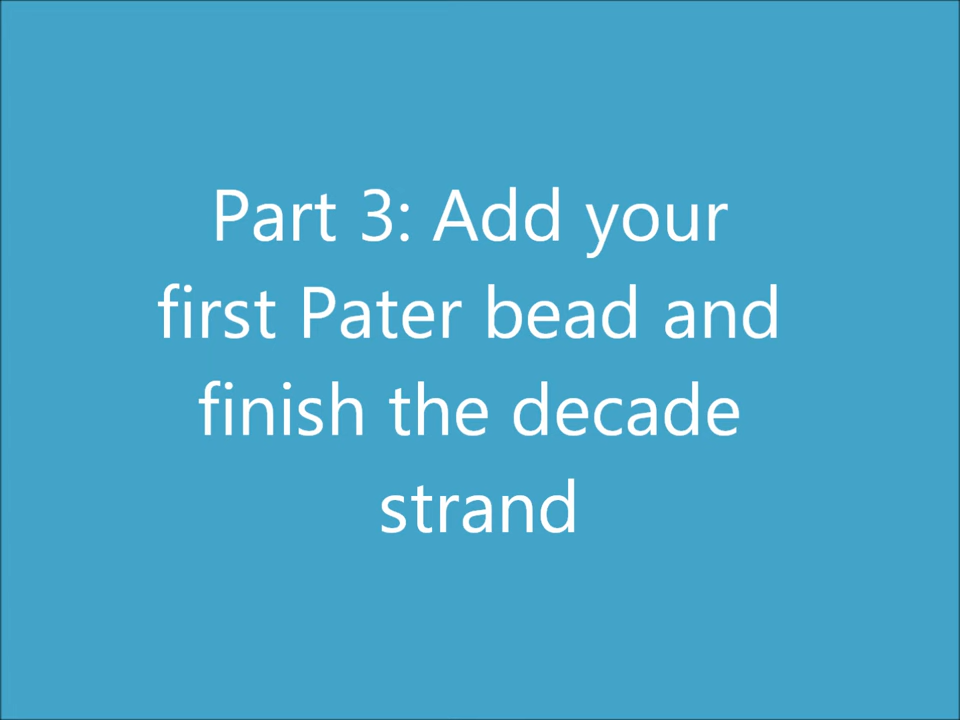 Part 3: Add your
first Pater bead and
finish the decade
strand